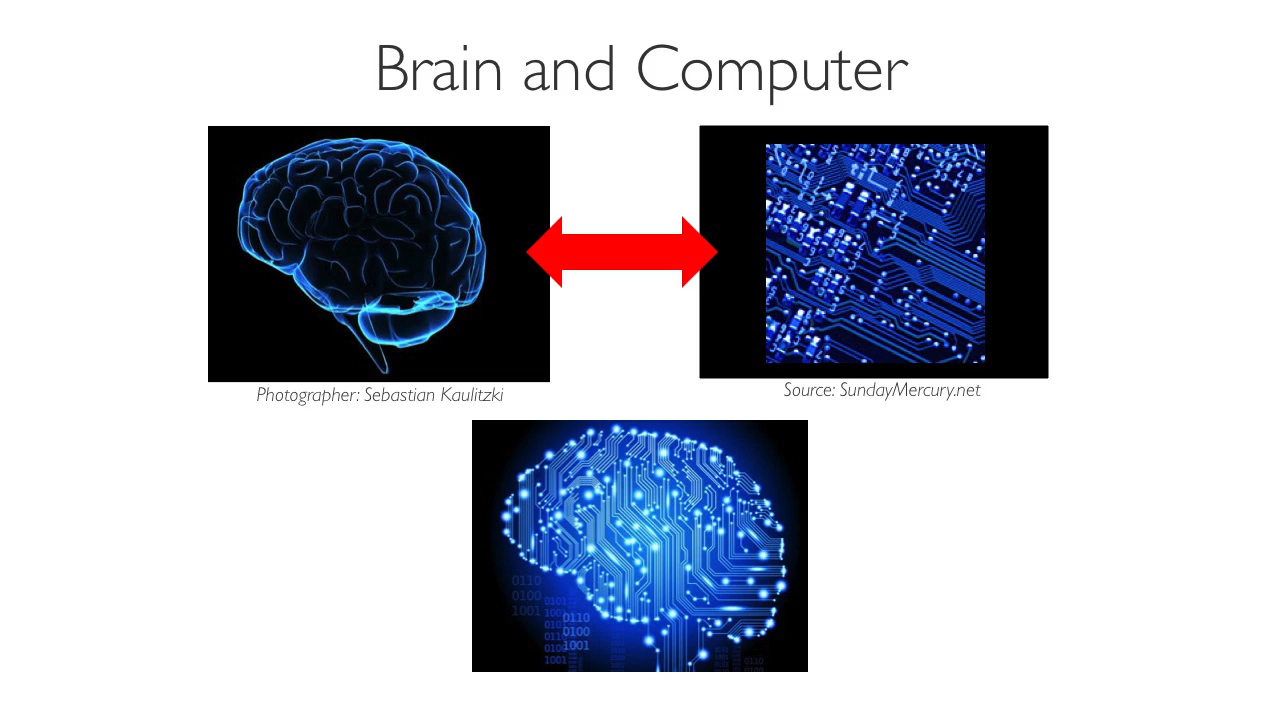 Brain and Computer
Photographer: Sebastian Kaulitzki
Source: SundayMercury.net
0110
0100
1001
0110
0100
1001